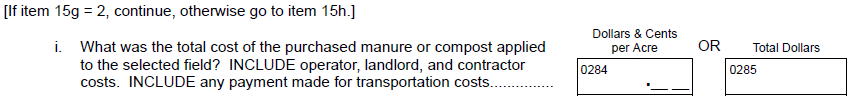 [If item 15g = 2, continue, otherwise go to item 15h.]
Dollars & Cents
per Acre OR Total Dollars
i. What was the total cost of the purchased manure or compost applied
to the selected field? INCLUDE operator, landlord, and contractor
costs. INCLUDE any payment made for transportation costs...............
0284 .__ __ 0285